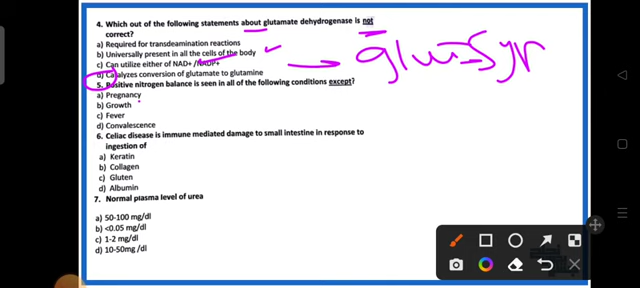 4. Which out of the following statements about glutamate dehydrogenase is not
correct?
a) Required for transdeamination reactions
b) Universally present in all the cells of the body
c) Can utilize either of NAD+ /NADP+
d) Catalyzes conversion of glutamate to glutamine
5. Positive nitrogen balance is seen in all of the following conditions except?
a) Pregnancy
b) Growth
c) Fever
d) Convalescence
6. Celiac disease is immune mediated damage to small intestine in response to
ingestion of
a) Keratin
b) Collagen
c) Gluten
d) Albumin
7. Normal plasma level of urea
a) 50-100 mg/dl
b) <0.05 mg/dl
c) 1-2 mg/dl
d) 10-50mg /dl